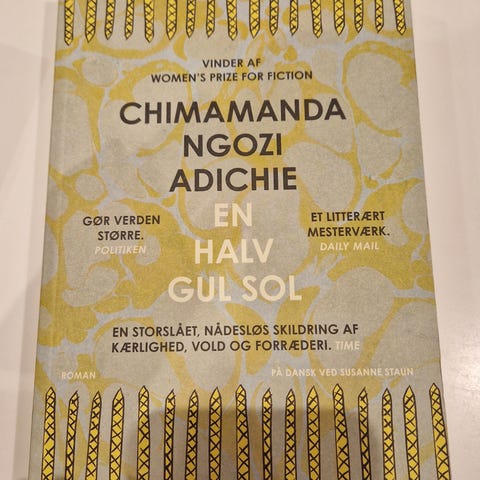 VINDER AF
WOMEN'S PRIZE FOR FICTION
CHIMAMANDA
NGOZI
ADICHIE
EN
HALV
GUL SOL
GØR VERDEN
STØRRE.
POLITIKEN
ET LITTERÆRT
MESTERVÆRK.
DAILY MAIL
EN STORSLÅET, NÅDESLØS SKILDRING AF
KÆRLIGHED, VOLD OG FORRÆDERI. TIME
ROMAN
PÅ DANSK VED SUSANNE STAUN